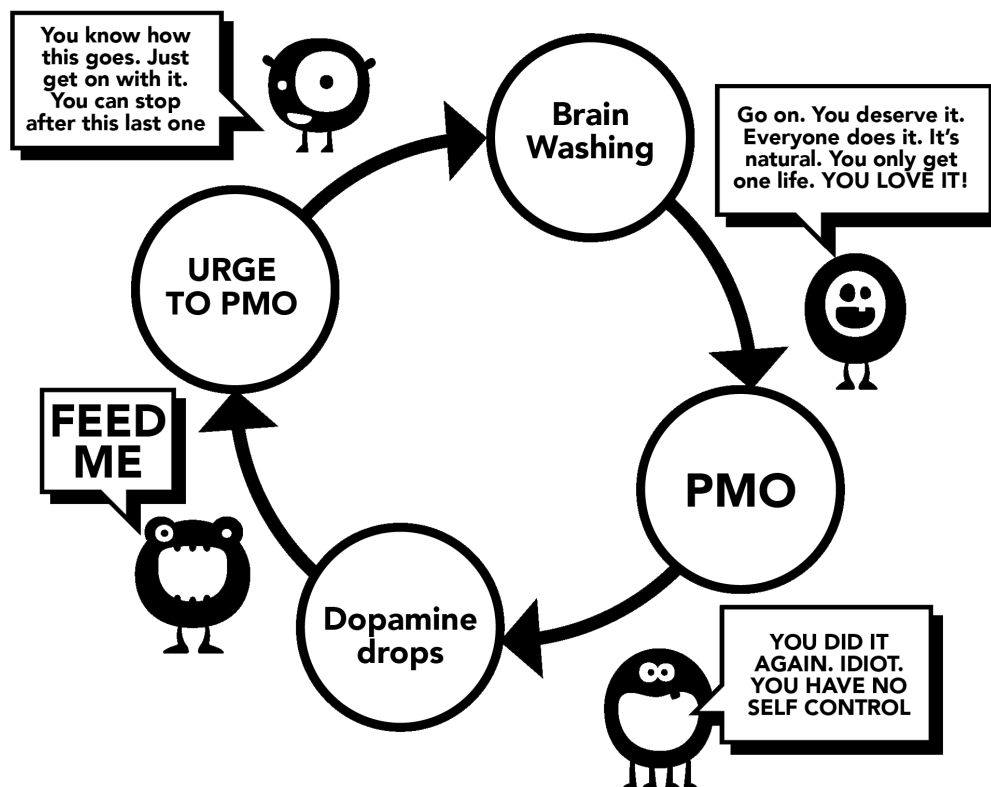 You know how
this goes. Just
get on with it.
You can stop
after this last one
Brain
Washing
Go on. You deserve it.
Everyone does it. It's
natural. You only get
one life. YOU LOVE IT!
URGE
TO PMO
FEED
ME
PMO
Dopamine
drops
YOU DID IT
AGAIN. IDIOT.
YOU HAVE NO
SELF CONTROL